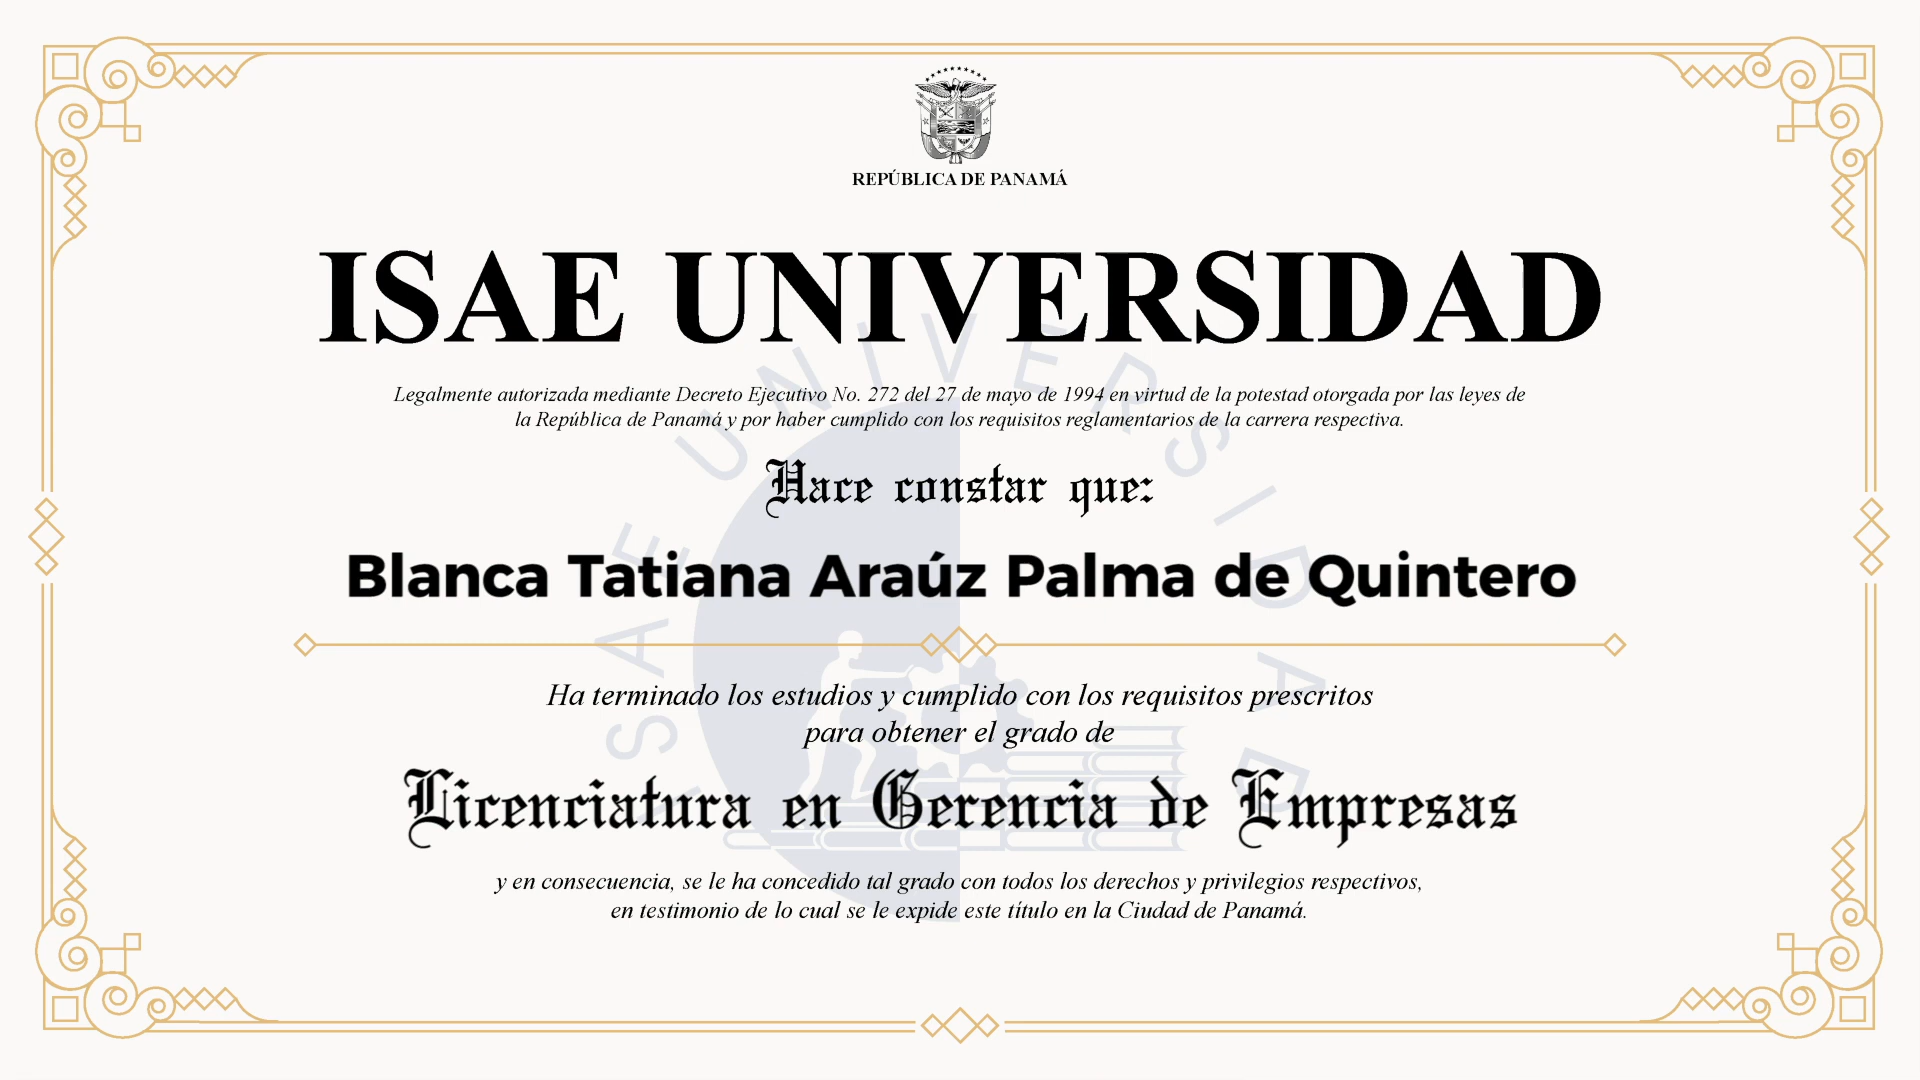 REPÚBLICA DE PANAMÁ
ISAE UNIVERSIDAD
Legalmente autorizada mediante Decreto Ejecutivo No. 272 del 27 de mayo de 1994 en virtud de la potestad otorgada por las leyes de
la República de Panamá y por haber cumplido con los requisitos reglamentarios de la carrera respectiva.
Hace constar que:
Blanca Tatiana Araúz Palma de Quintero
Ha terminado los estudios y cumplido con los requisitos prescritos
para obtener el grado de
Licenciatura en Gerencia de Empresas
y en consecuencia, se le ha concedido tal grado con todos los derechos y privilegios respectivos,
en testimonio de lo cual se le expide este título en la Ciudad de Panamá.
ISAE UNIVERSIDAD